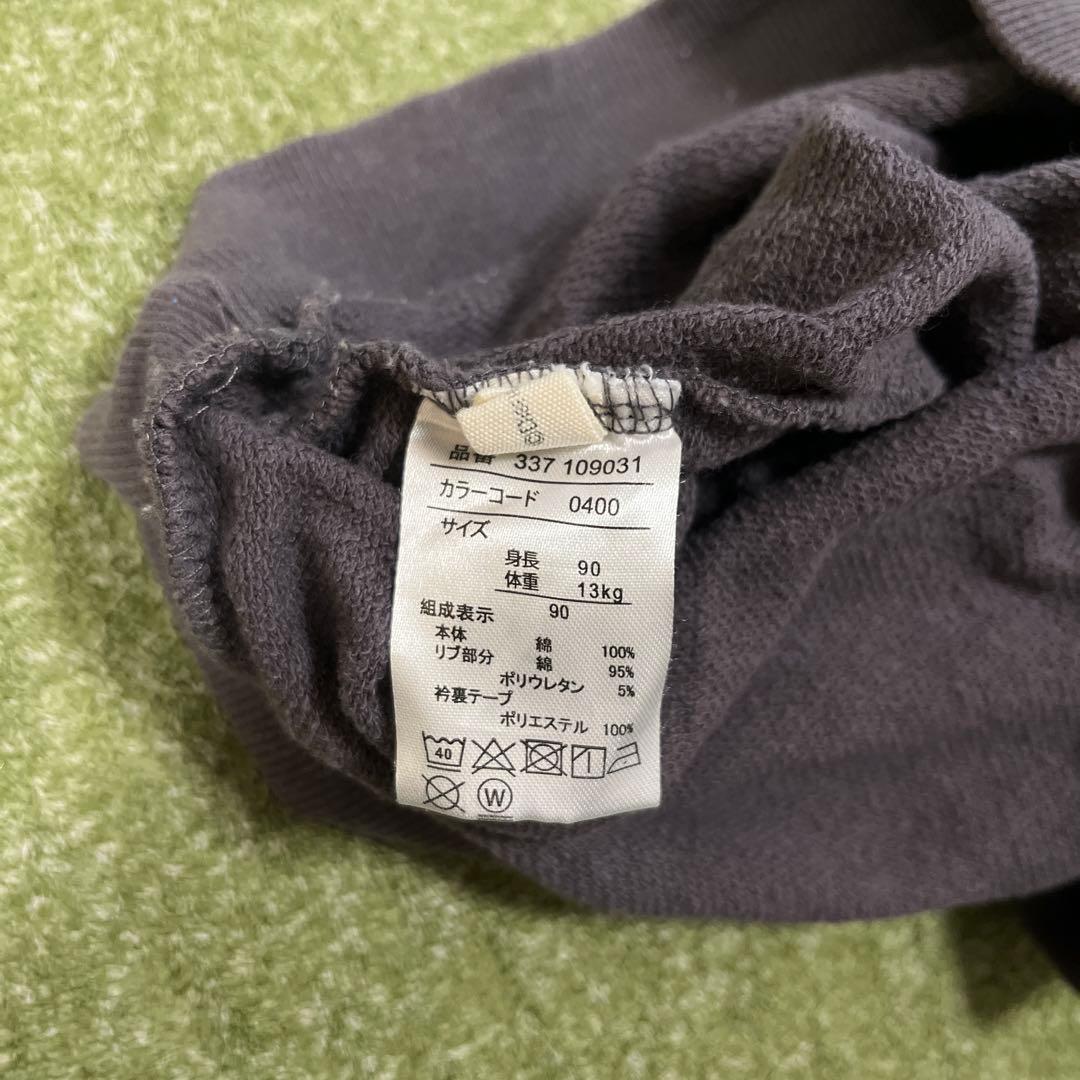 品番 337 109031
カラーコード 0400
サイズ
身長 90
体重 13kg
組成表示 90
本体 綿 100%
リブ部分 綿 95%
ポリウレタン 5%
衿裏テープ
ポリエステル 100%
40
W